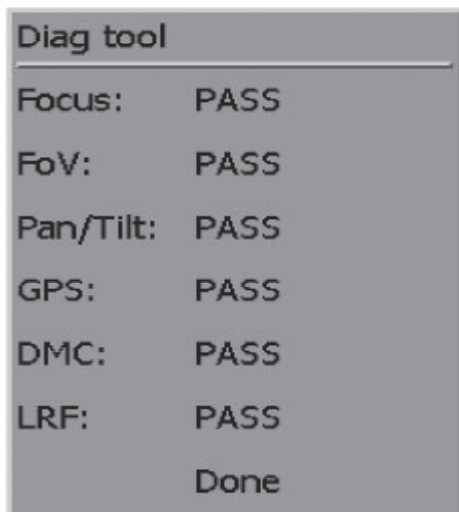 Diag tool
Focus: PASS
FoV: PASS
Pan/Tilt: PASS
GPS: PASS
DMC: PASS
LRF: PASS
Done